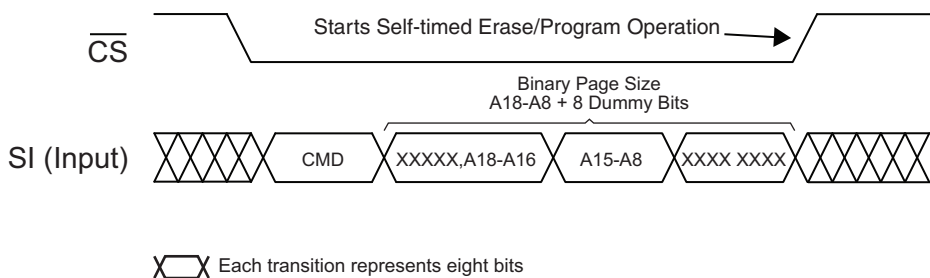 Starts Self-timed Erase/Program Operation
CS
Binary Page Size
A18-A8 + 8 Dummy Bits
SI (Input)
CMD
XXXXX,A18-A16
A15-A8
XXXX XXXX
Each transition represents eight bits